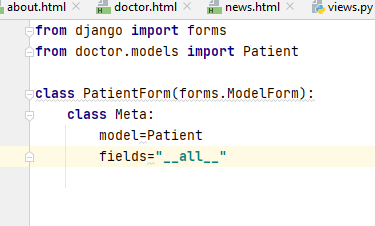 about.html doctor.html news.html views.py
from django import forms
from doctor.models import Patient
class PatientForm(forms.ModelForm):
class Meta:
model=Patient
fields="__all__"